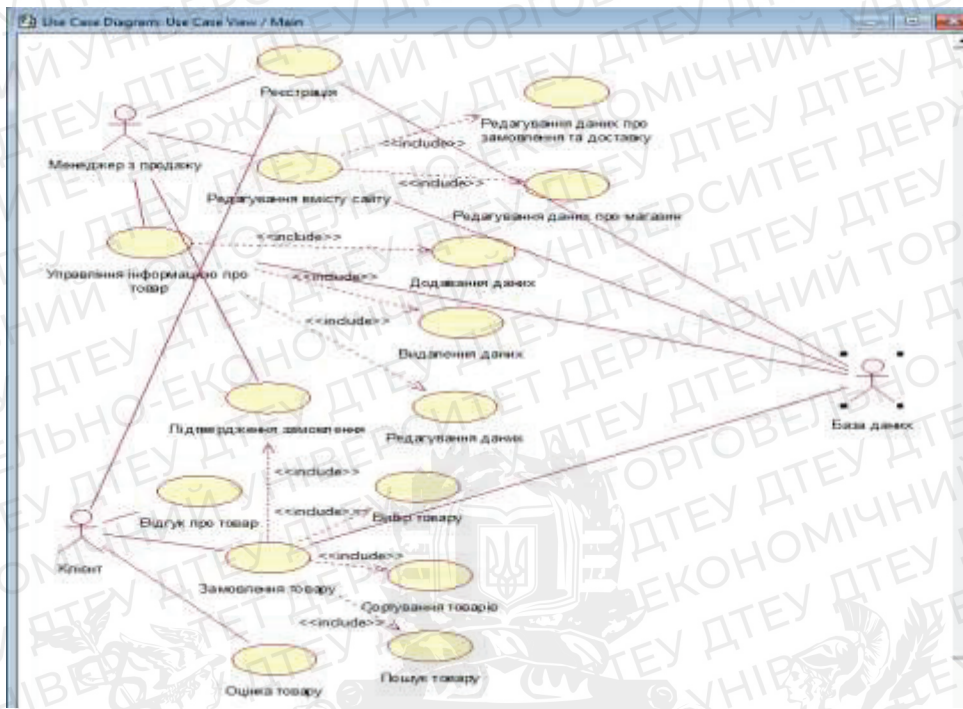 Use Case Diagram: Use Case View / Main
Реєстрація
Менеджер з продажу
Редагування даних про
замовлення та доставку
<<include>>
Редагування вмісту сайту
<<include>>
Редагування даних про магазин
Управління інформацією про
товар
<<include>>
Додавання даних
<<include>>
Видалення даних
<<include>>
Редагування даних
База даних
Підтвердження замовлення
<<include>>
Відгук про товар
<<include>>
Вибір товару
Клієнт
Замовлення товару
<<include>>
Сортування товарів
<<include>>
Пошук товару
Оцінка товару